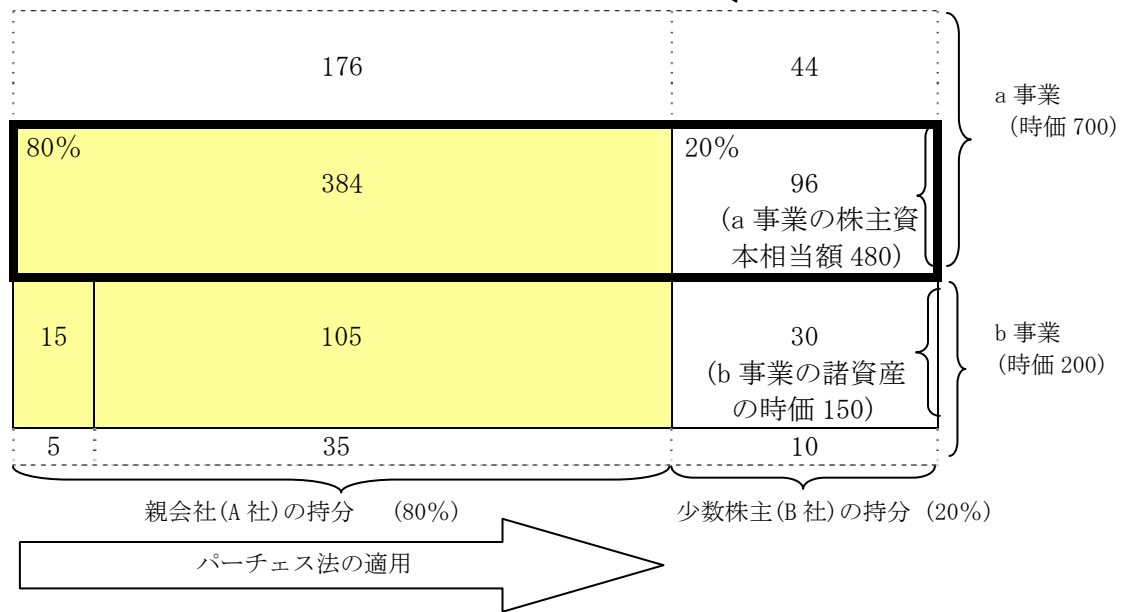 176
44
a 事業
(時価 700)
80%
384
20%
96
(a 事業の株主資
本相当額 480)
15
105
30
(b 事業の諸資産
の時価 150)
b 事業
(時価 200)
5
35
10
親会社(A 社)の持分 (80%)
少数株主(B 社)の持分 (20%)
パーチェス法の適用